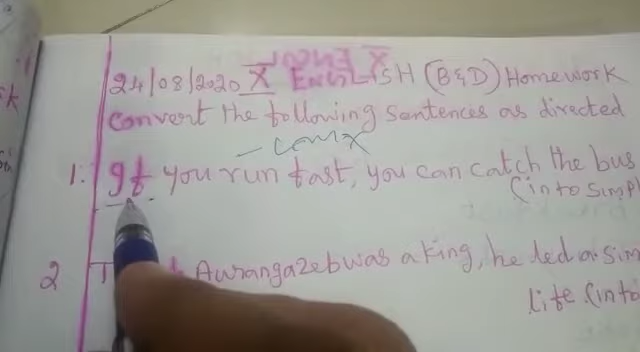 24/08/2020 X ENGLISH (B&D) Homework
Convert the following sentences as directed
1. If you run fast, you can catch the bus
(into simpl
2 Aurangazeb was a king, he led a sim
life (into